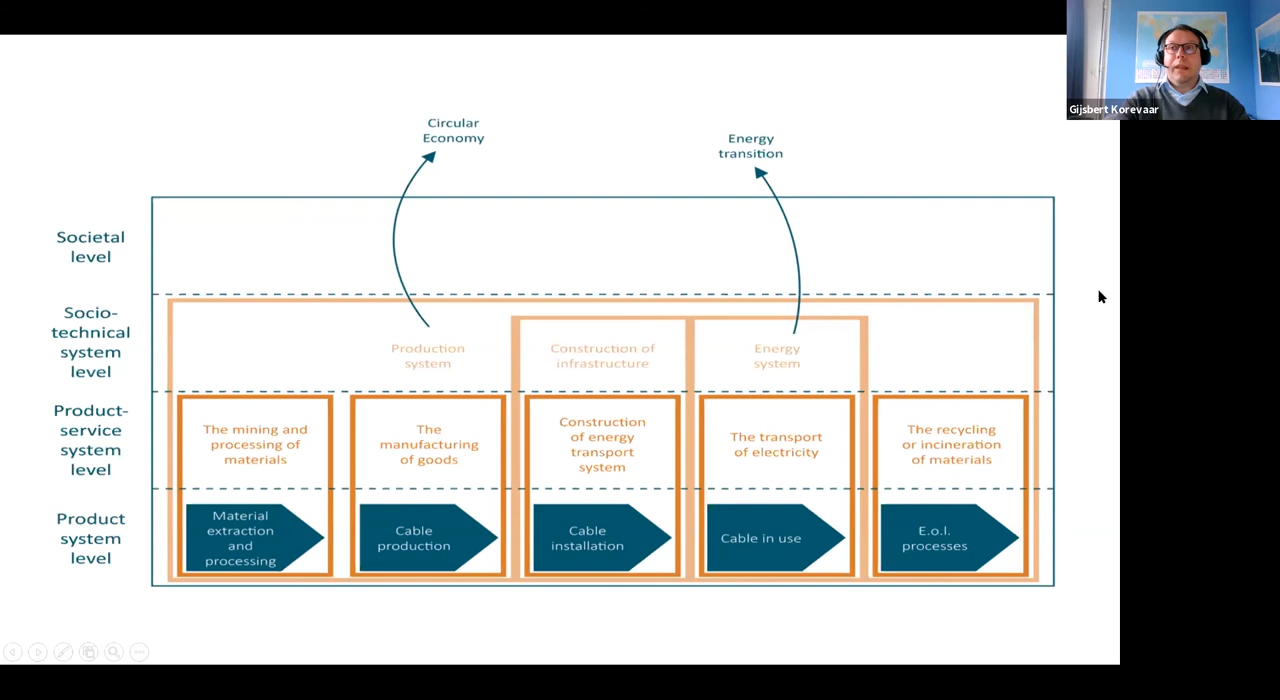 Gijsbert Korevaar
Circular
Economy
Energy
transition
Societal
level
Socio-
technical
system
level
Production
system
Construction of
infrastructure
Energy
system
Product-
service
system
level
The mining and
processing of
materials
The
manufacturing
of goods
Construction
of energy
transport
system
The transport
of electricity
The recycling
or incineration
of materials
Product
system
level
Material
extraction
and
processing
Cable
production
Cable
installation
Cable in use
E.o.l.
processes